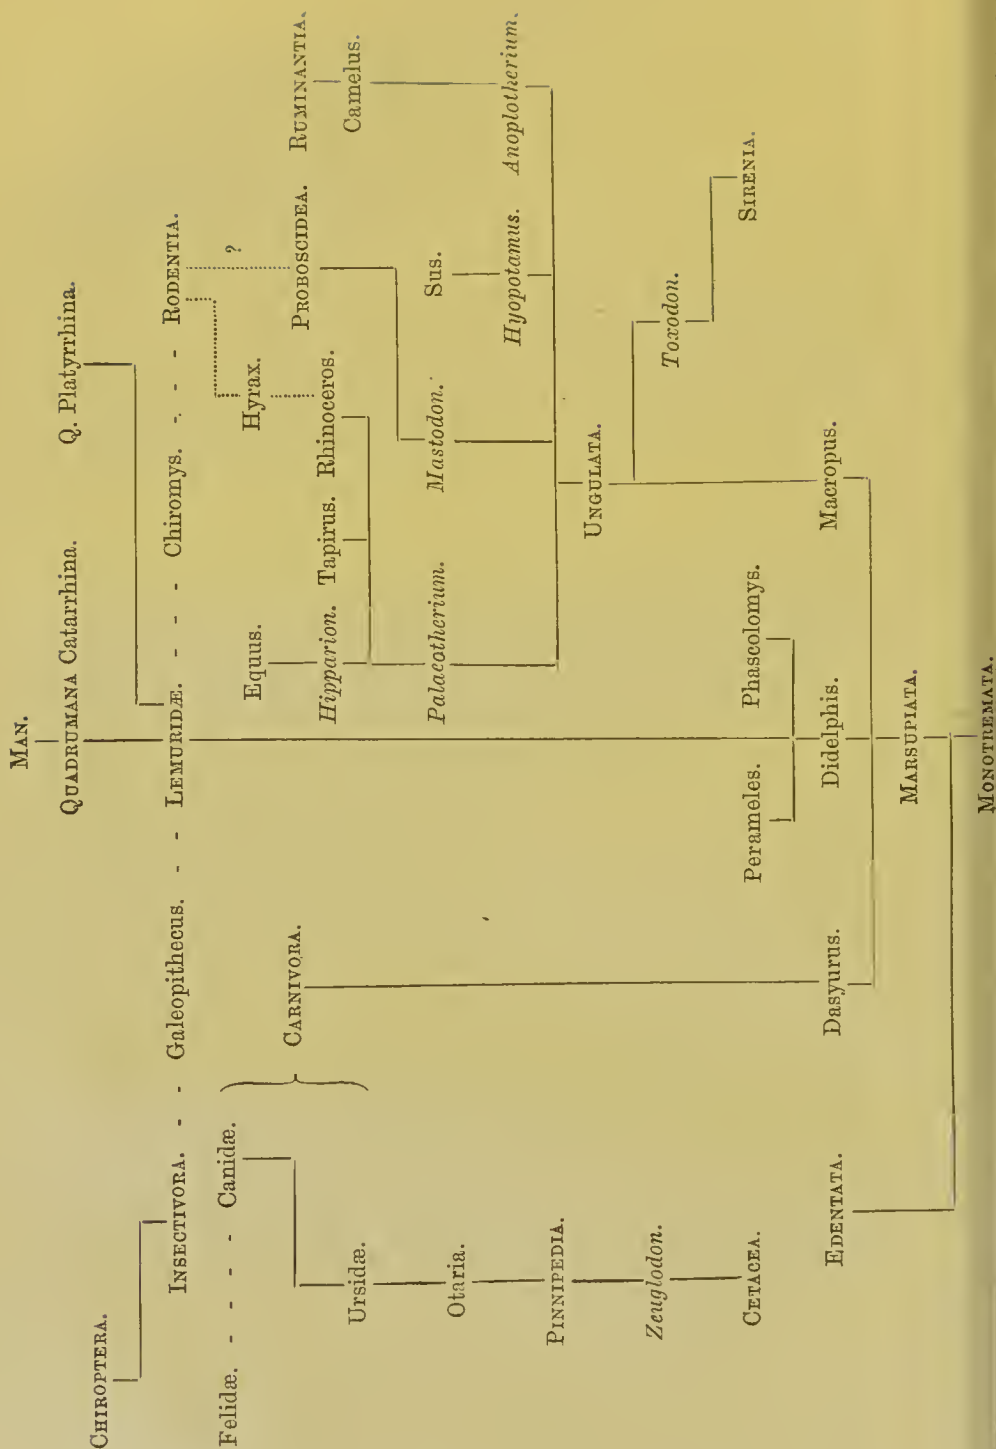 MAN.
QUADRUMANA Catarrhina. Q. Platyrrhina.
CHIROPTERA.
INSECTIVORA. - - Galeopithecus. - - LEMURIDÆ. - - - Chiromys. - - - RODENTIA.
Felidæ. - - - - Canidæ. ?
Equus. Hyrax.
CARNIVORA. PROBOSCIDEA. RUMINANTIA.
Hipparion. Tapirus. Rhinoceros.
Ursidæ. Camelus.
Palaeotherium. Mastodon. Sus.
Otaria.
Hyopotamus. Anoplotherium.
PINNIPEDIA.
UNGULATA.
Zeuglodon. Toxodon.
CETACEA. Perameles. Phascolomys. SIRENIA.
EDENTATA. Dasyurus. Didelphis. Macropus.
MARSUPIATA.
MONOTREMATA.